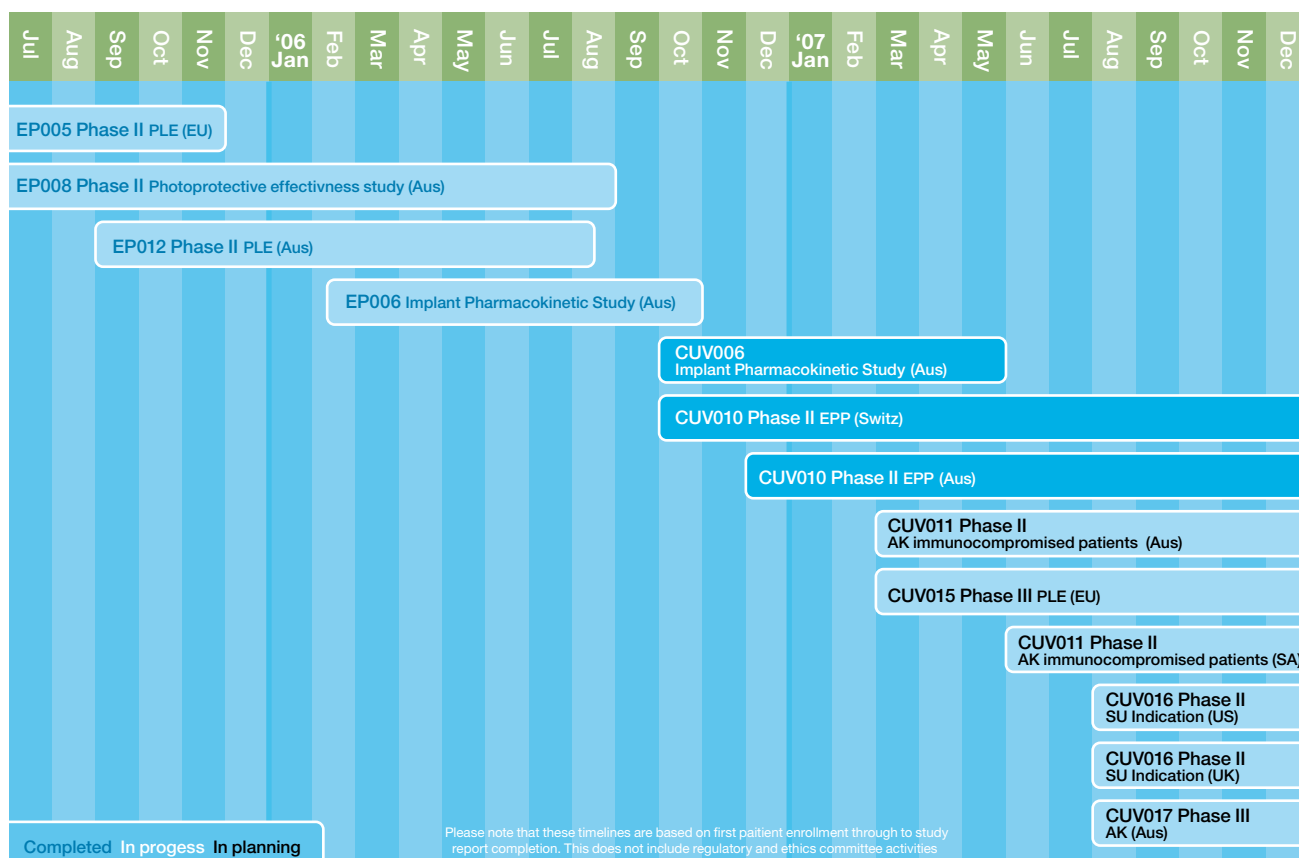 Jul Aug Sep Oct Nov Dec '06 Jan Feb Mar Apr May Jun Jul Aug Sep Oct Nov Dec '07 Jan Feb Mar Apr May Jun Jul Aug Sep Oct Nov Dec
EP005 Phase II PLE (EU)
EP008 Phase II Photoprotective effectivness study (Aus)
EP012 Phase II PLE (Aus)
EP006 Implant Pharmacokinetic Study (Aus)
CUV006
Implant Pharmacokinetic Study (Aus)
CUV010 Phase II EPP (Switz)
CUV010 Phase II EPP (Aus)
CUV011 Phase II
AK immunocompromised patients (Aus)
CUV015 Phase III PLE (EU)
CUV011 Phase II
AK immunocompromised patients (SA)
CUV016 Phase II
SU Indication (US)
CUV016 Phase II
SU Indication (UK)
CUV017 Phase III
AK (Aus)
Completed In progess In planning
Please note that these timelines are based on first paitient enrollment through to study
report completion. This does not include regulatory and ethics committee activities